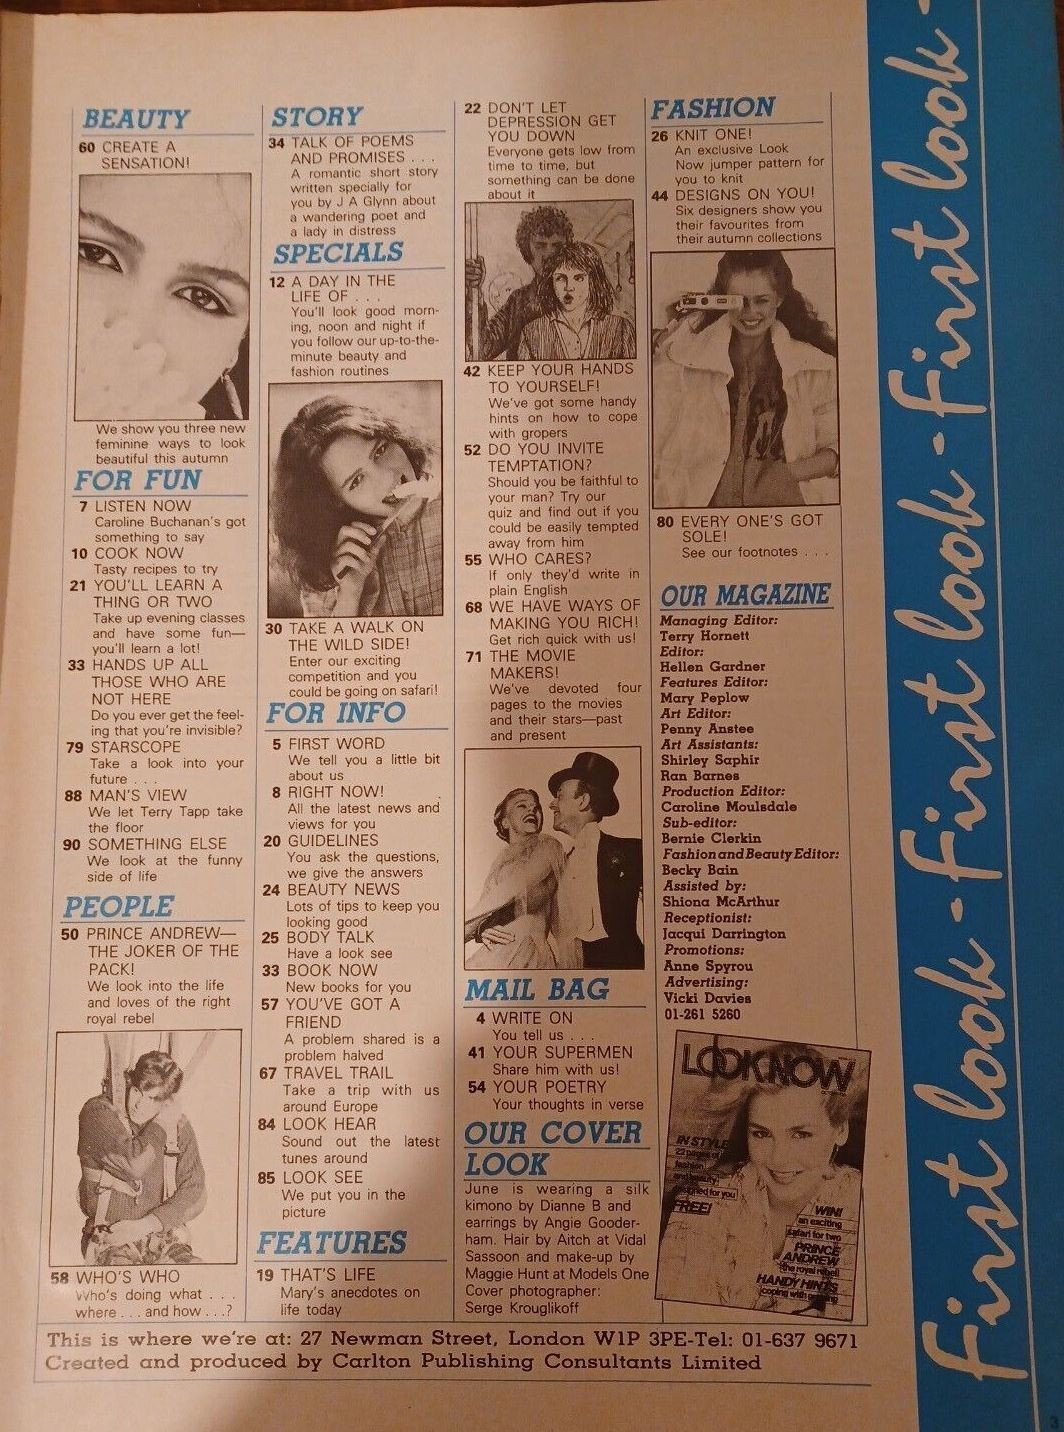 BEAUTY
60 CREATE A
SENSATION!
We show you three new
feminine ways to look
beautiful this autumn
FOR FUN
7 LISTEN NOW
Caroline Buchanan's got
something to say
10 COOK NOW
Tasty recipes to try
21 YOU'LL LEARN A
THING OR TWO
Take up evening classes
and have some fun—
you'll learn a lot!
33 HANDS UP ALL
THOSE WHO ARE
NOT HERE
Do you ever get the feel-
ing that you're invisible?
79 STARSCOPE
Take a look into your
future . . .
88 MAN'S VIEW
We let Terry Tapp take
the floor
90 SOMETHING ELSE
We look at the funny
side of life
PEOPLE
50 PRINCE ANDREW—
THE JOKER OF THE
PACK!
We look into the life
and loves of the right
royal rebel
58 WHO'S WHO
Who's doing what . . .
where . . . and how . . .?
STORY
34 TALK OF POEMS
AND PROMISES . . .
A romantic short story
written specially for
you by J A Glynn about
a wandering poet and
a lady in distress
SPECIALS
12 A DAY IN THE
LIFE OF . . .
You'll look good morn-
ing, noon and night if
you follow our up-to-the-
minute beauty and
fashion routines
30 TAKE A WALK ON
THE WILD SIDE!
Enter our exciting
competition and you
could be going on safari!
FOR INFO
5 FIRST WORD
We tell you a little bit
about us
8 RIGHT NOW!
All the latest news and
views for you
20 GUIDELINES
You ask the questions,
we give the answers
24 BEAUTY NEWS
Lots of tips to keep you
looking good
25 BODY TALK
Have a look see
33 BOOK NOW
New books for you
57 YOU'VE GOT A
FRIEND
A problem shared is a
problem halved
67 TRAVEL TRAIL
Take a trip with us
around Europe
84 LOOK HEAR
Sound out the latest
tunes around
85 LOOK SEE
We put you in the
picture
FEATURES
19 THAT'S LIFE
Mary's anecdotes on
life today
22 DON'T LET
DEPRESSION GET
YOU DOWN
Everyone gets low from
time to time, but
something can be done
about it
42 KEEP YOUR HANDS
TO YOURSELF!
We've got some handy
hints on how to cope
with gropers
52 DO YOU INVITE
TEMPTATION?
Should you be faithful to
your man? Try our
quiz and find out if you
could be easily tempted
away from him
55 WHO CARES?
If only they'd write in
plain English
68 WE HAVE WAYS OF
MAKING YOU RICH!
Get rich quick with us!
71 THE MOVIE
MAKERS!
We've devoted four
pages to the movies
and their stars—past
and present
MAIL BAG
4 WRITE ON
You tell us . . .
41 YOUR SUPERMEN
Share him with us!
54 YOUR POETRY
Your thoughts in verse
OUR COVER
LOOK
June is wearing a silk
kimono by Dianne B and
earrings by Angie Gooder-
ham. Hair by Aitch at Vidal
Sassoon and make-up by
Maggie Hunt at Models One
Cover photographer:
Serge Krouglikoff
FASHION
26 KNIT ONE!
An exclusive Look
Now jumper pattern for
you to knit
44 DESIGNS ON YOU!
Six designers show you
their favourites from
their autumn collections
80 EVERY ONE'S GOT
SOLE!
See our footnotes . . .
OUR MAGAZINE
Managing Editor:
Terry Hornett
Editor:
Hellen Gardner
Features Editor:
Mary Peplow
Art Editor:
Penny Anstee
Art Assistants:
Shirley Saphir
Ran Barnes
Production Editor:
Caroline Moulsdale
Sub-editor:
Bernie Clerkin
Fashion and Beauty Editor:
Becky Bain
Assisted by:
Shiona McArthur
Receptionist:
Jacqui Darrington
Promotions:
Anne Spyrou
Advertising:
Vicki Davies
01-261 5260
LOOK NOW
IN STYLE
22 pages of
fashion
and beauty
designed for you
FREE!
WIN!
an exciting
safari for two
PRINCE
ANDREW
the royal rebel
HANDY HINTS
coping with groping
This is where we're at: 27 Newman Street, London W1P 3PE-Tel: 01-637 9671
Created and produced by Carlton Publishing Consultants Limited
First look - First look - First look - First look -
3